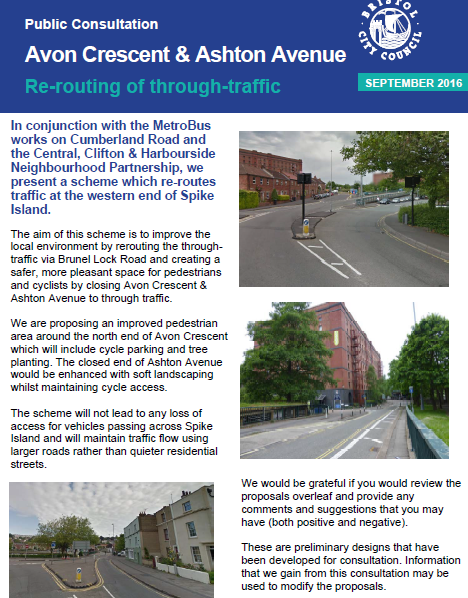 Public Consultation
Avon Crescent & Ashton Avenue
Re-routing of through-traffic
BRISTOL
CITY COUNCIL
SEPTEMBER 2016
In conjunction with the MetroBus
works on Cumberland Road and
the Central, Clifton & Harbourside
Neighbourhood Partnership, we
present a scheme which re-routes
traffic at the western end of Spike
Island.
The aim of this scheme is to improve the
local environment by rerouting the through-
traffic via Brunel Lock Road and creating a
safer, more pleasant space for pedestrians
and cyclists by closing Avon Crescent &
Ashton Avenue to through traffic.
We are proposing an improved pedestrian
area around the north end of Avon Crescent
which will include cycle parking and tree
planting. The closed end of Ashton Avenue
would be enhanced with soft landscaping
whilst maintaining cycle access.
The scheme will not lead to any loss of
access for vehicles passing across Spike
Island and will maintain traffic flow using
larger roads rather than quieter residential
streets.
We would be grateful if you would review the
proposals overleaf and provide any
comments and suggestions that you may
have (both positive and negative).
These are preliminary designs that have
been developed for consultation. Information
that we gain from this consultation may be
used to modify the proposals.